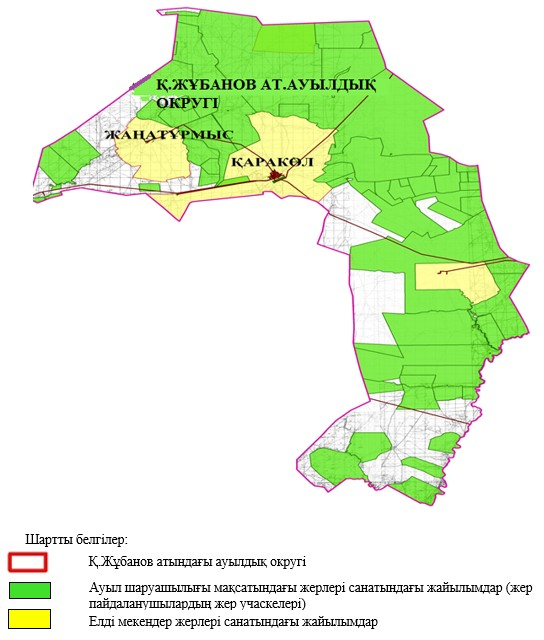 Қ.ЖҰБАНОВ АТ.АУЫЛДЫҚ
ОКРУГІ
ЖАҢАТҰРМЫС
ҚАРАКӨЛ
Шартты белгілер:
Қ.Жұбанов атындағы ауылдық округі
Ауыл шаруашылығы мақсатындағы жерлері санатындағы жайылымдар (жер
пайдаланушылардың жер учаскелері)
Елді мекендер жерлері санатындағы жайылымдар